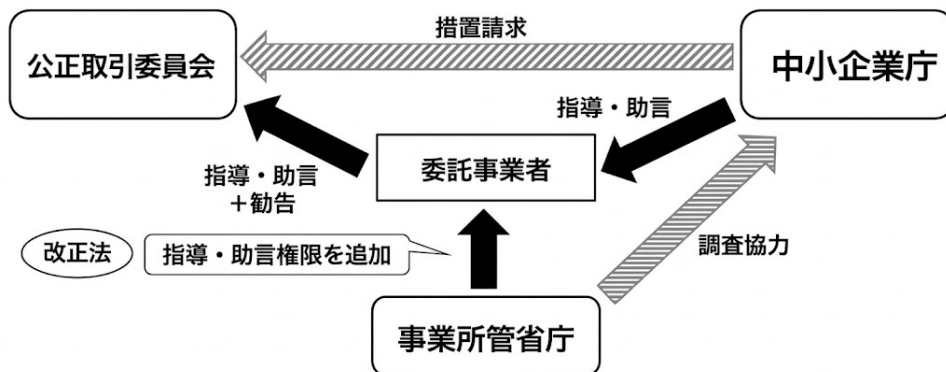 措置請求
公正取引委員会
中小企業庁
指導・助言
委託事業者
指導・助言
＋勧告
改正法
指導・助言権限を追加
調査協力
事業所管省庁